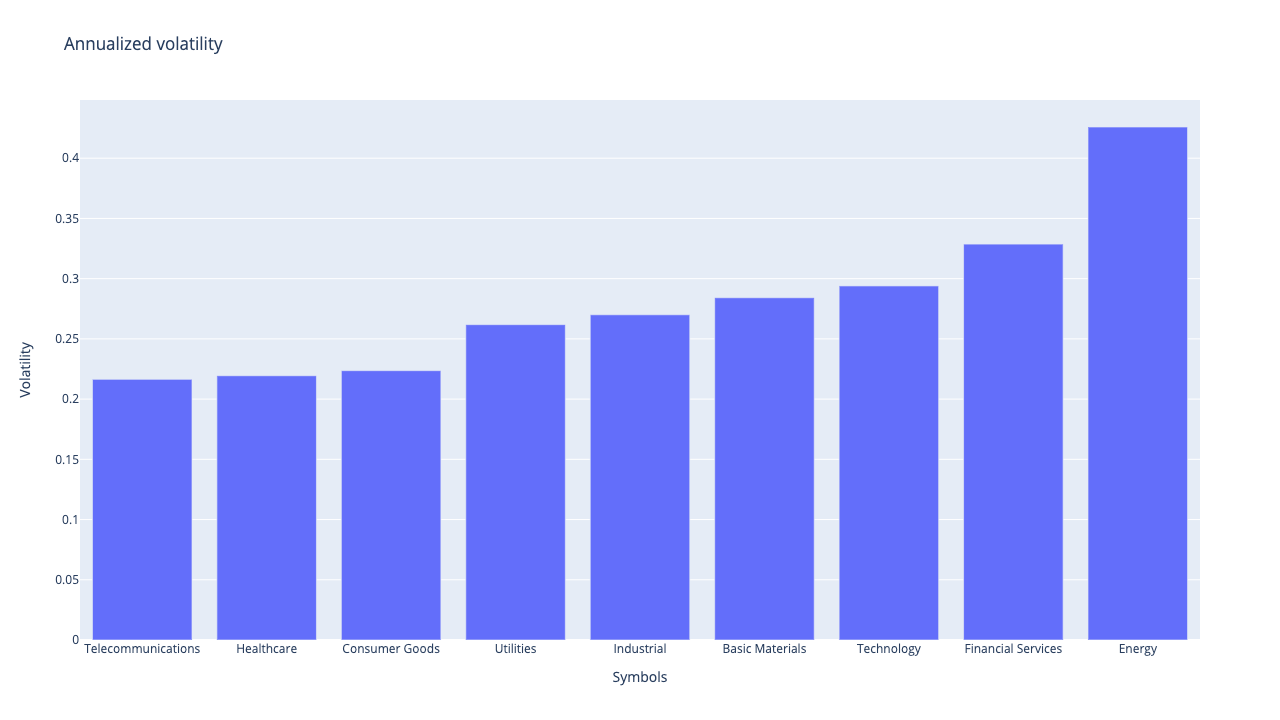 Annualized volatility
Volatility
0.4
0.35
0.3
0.25
0.2
0.15
0.1
0.05
0
Telecommunications Healthcare Consumer Goods Utilities Industrial Basic Materials Technology Financial Services Energy
Symbols